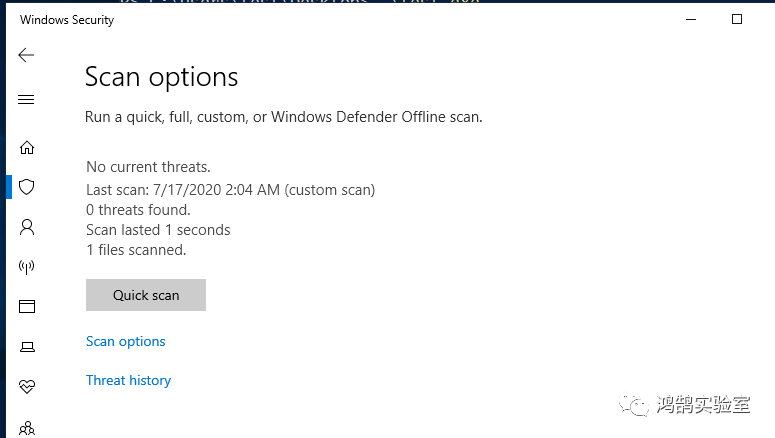 Windows Security
Scan options
Run a quick, full, custom, or Windows Defender Offline scan.
No current threats.
Last scan: 7/17/2020 2:04 AM (custom scan)
0 threats found.
Scan lasted 1 seconds
1 files scanned.
Quick scan
Scan options
Threat history
鸿鹄实验室